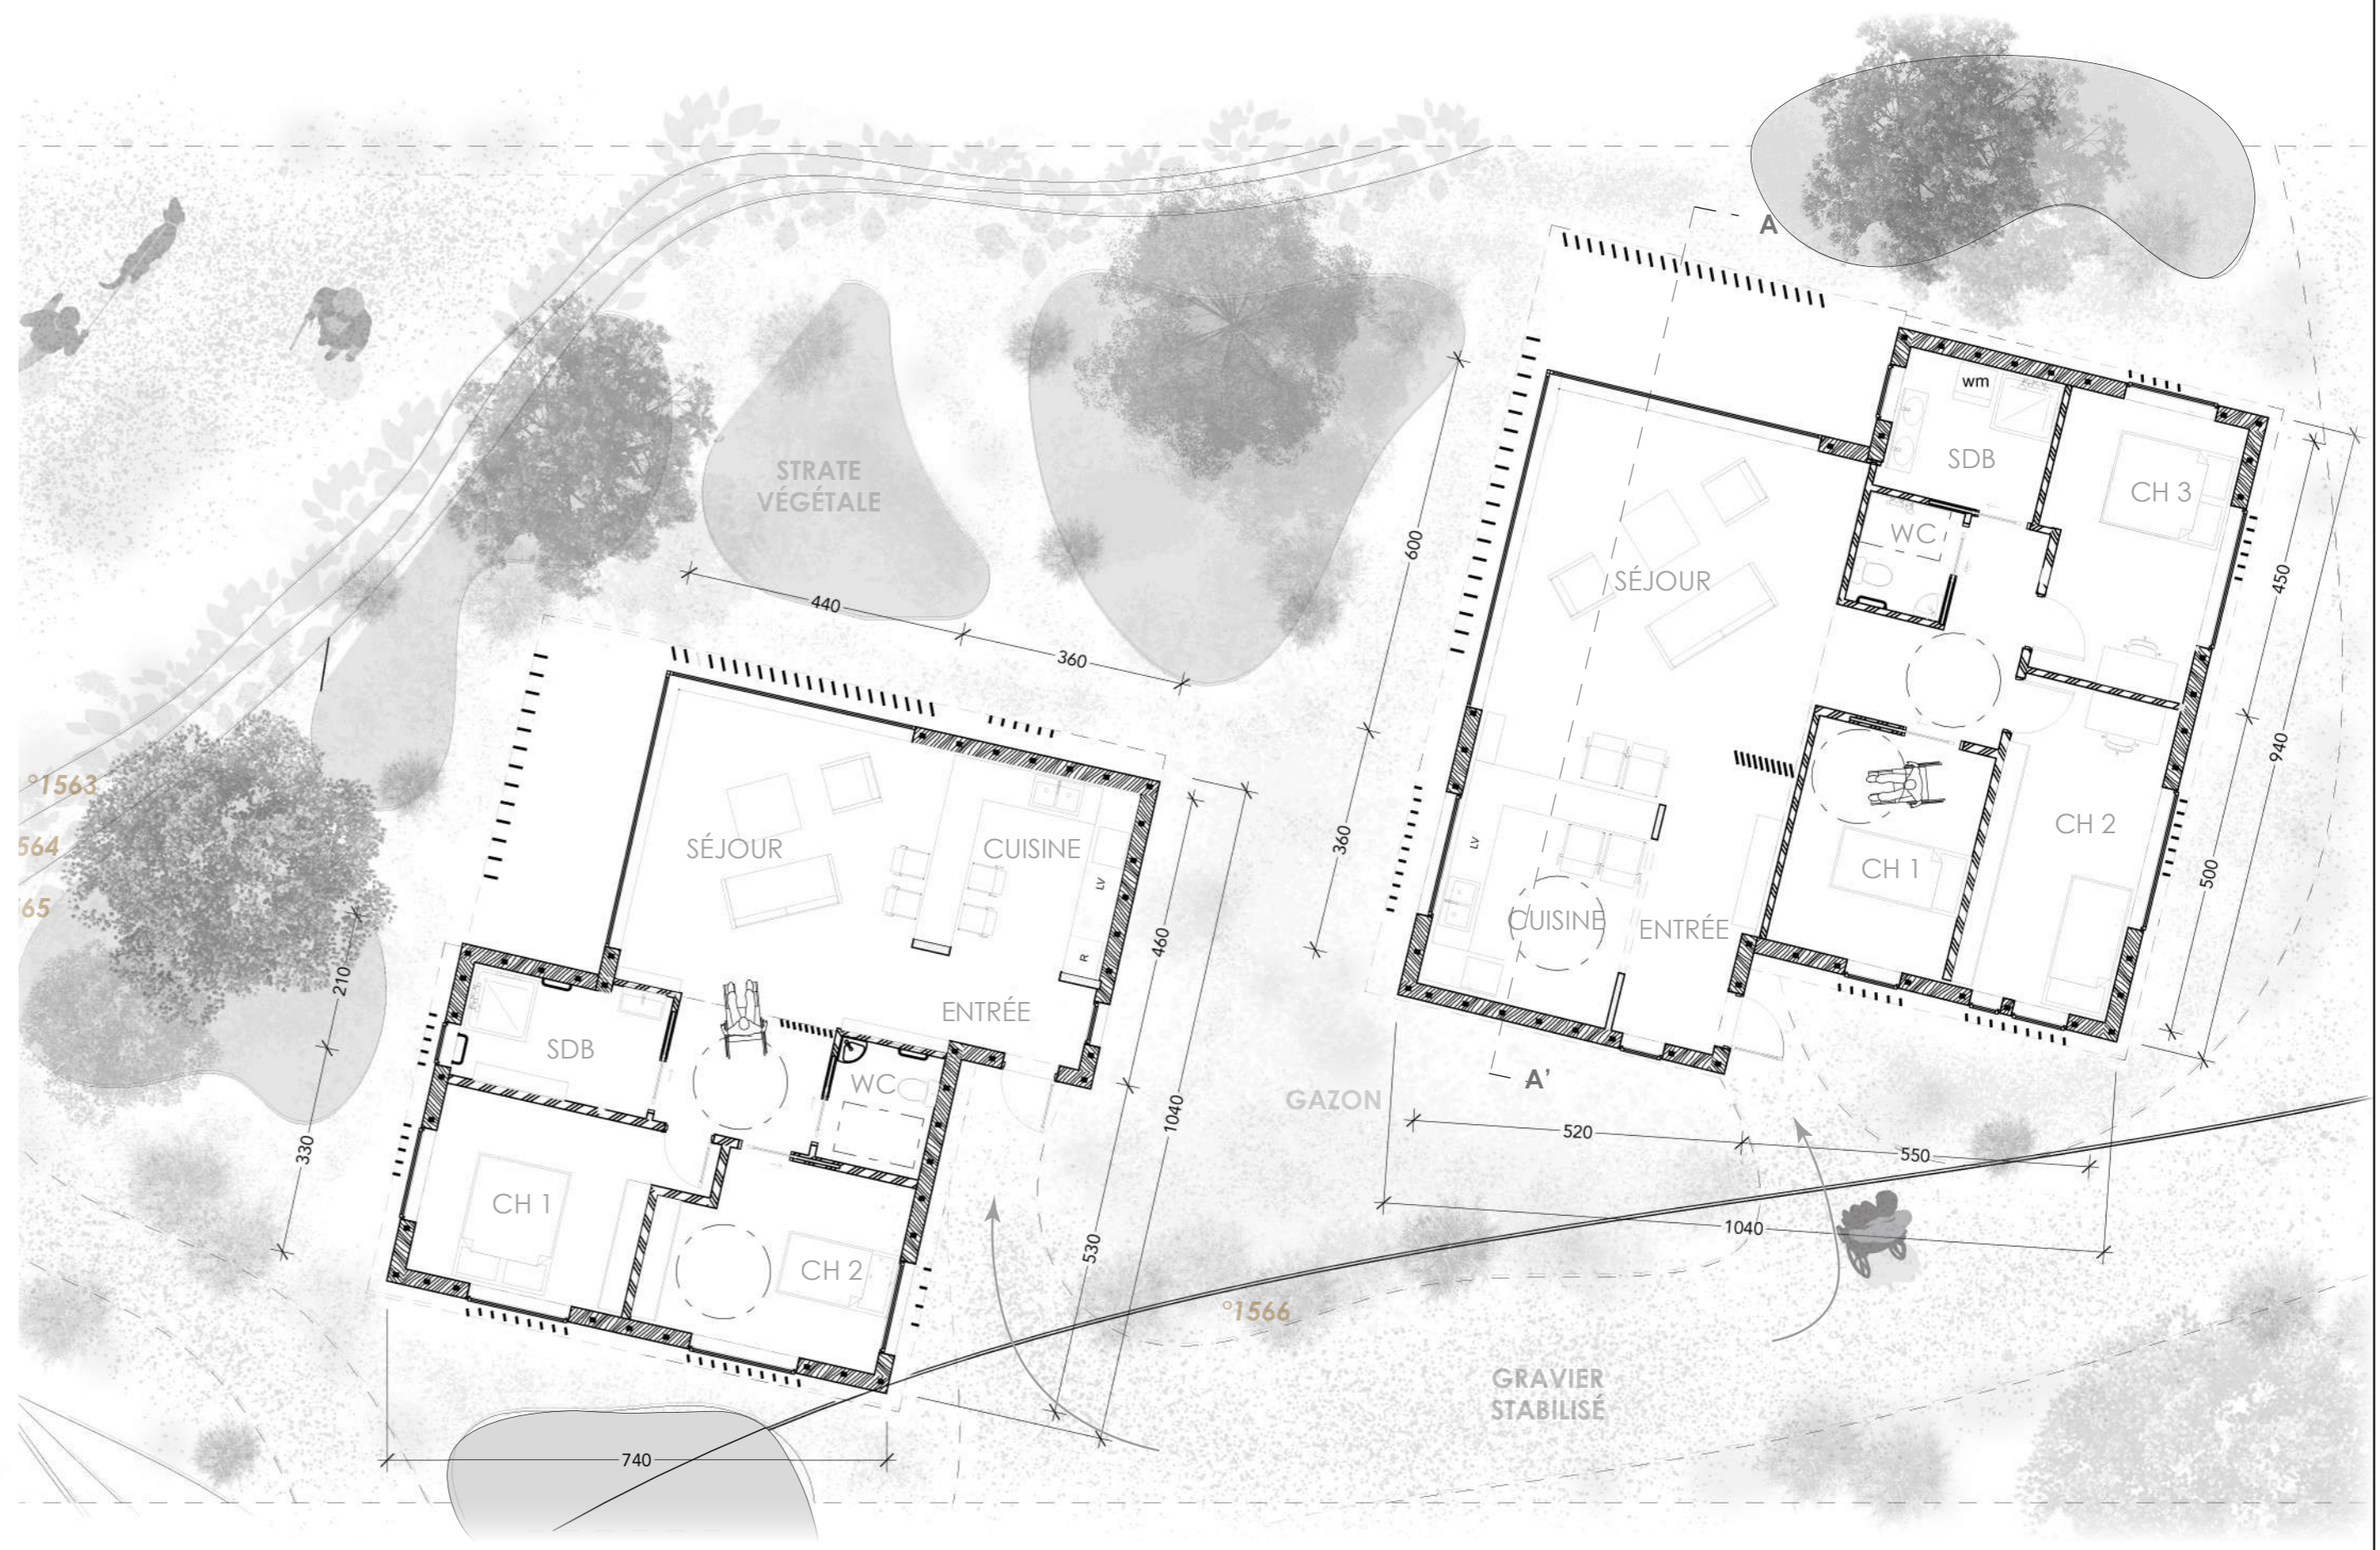 A
wm
SDB
CH 3
WC
SÉJOUR
600
450
940
STRATE
VÉGÉTALE
440
360
°1563
564
65
SÉJOUR
CUISINE
LV
R
460
LV
360
CH 1
CH 2
500
CUISINE
ENTRÉE
210
ENTRÉE
SDB
WC
1040
GAZON
A'
520
550
1040
330
CH 1
CH 2
530
°1566
GRAVIER
STABILISÉ
740